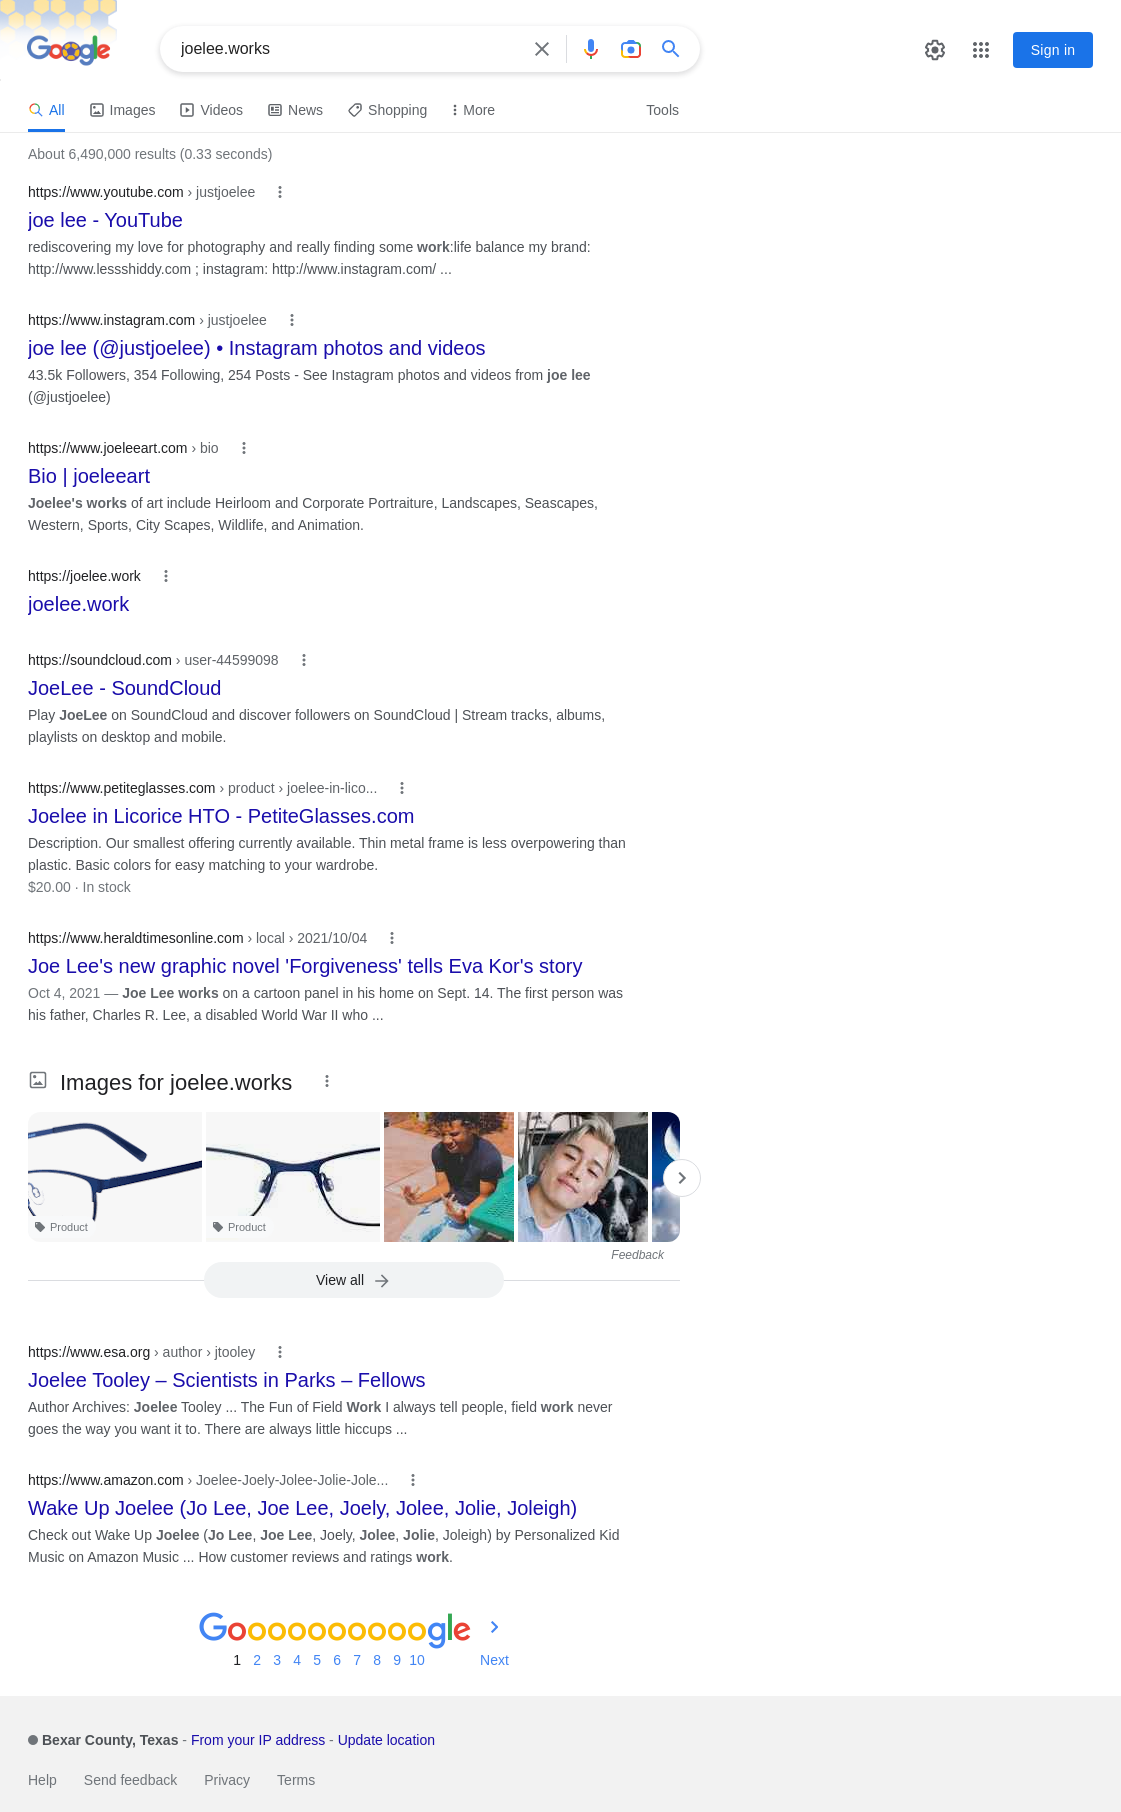 Google
joelee.works
Sign in
All
Images
Videos
News
Shopping
More
Tools
About 6,490,000 results (0.33 seconds)
https://www.youtube.com › justjoelee
joe lee - YouTube
rediscovering my love for photography and really finding some work:life balance my brand:
http://www.lessshiddy.com ; instagram: http://www.instagram.com/ ...
https://www.instagram.com › justjoelee
joe lee (@justjoelee) • Instagram photos and videos
43.5k Followers, 354 Following, 254 Posts - See Instagram photos and videos from joe lee
(@justjoelee)
https://www.joeleeart.com › bio
Bio | joeleeart
Joelee's works of art include Heirloom and Corporate Portraiture, Landscapes, Seascapes,
Western, Sports, City Scapes, Wildlife, and Animation.
https://joelee.work
joelee.work
https://soundcloud.com › user-44599098
JoeLee - SoundCloud
Play JoeLee on SoundCloud and discover followers on SoundCloud | Stream tracks, albums,
playlists on desktop and mobile.
https://www.petiteglasses.com › product › joelee-in-lico...
Joelee in Licorice HTO - PetiteGlasses.com
Description. Our smallest offering currently available. Thin metal frame is less overpowering than
plastic. Basic colors for easy matching to your wardrobe.
$20.00 · In stock
https://www.heraldtimesonline.com › local › 2021/10/04
Joe Lee's new graphic novel 'Forgiveness' tells Eva Kor's story
Oct 4, 2021 — Joe Lee works on a cartoon panel in his home on Sept. 14. The first person was
his father, Charles R. Lee, a disabled World War II who ...
Images for joelee.works
Product
Product
Feedback
View all
https://www.esa.org › author › jtooley
Joelee Tooley – Scientists in Parks – Fellows
Author Archives: Joelee Tooley ... The Fun of Field Work I always tell people, field work never
goes the way you want it to. There are always little hiccups ...
https://www.amazon.com › Joelee-Joely-Jolee-Jolie-Jole...
Wake Up Joelee (Jo Lee, Joe Lee, Joely, Jolee, Jolie, Joleigh)
Check out Wake Up Joelee (Jo Lee, Joe Lee, Joely, Jolee, Jolie, Joleigh) by Personalized Kid
Music on Amazon Music ... How customer reviews and ratings work.
Goooooooooogle
1 2 3 4 5 6 7 8 9 10 Next
Bexar County, Texas - From your IP address - Update location
Help Send feedback Privacy Terms